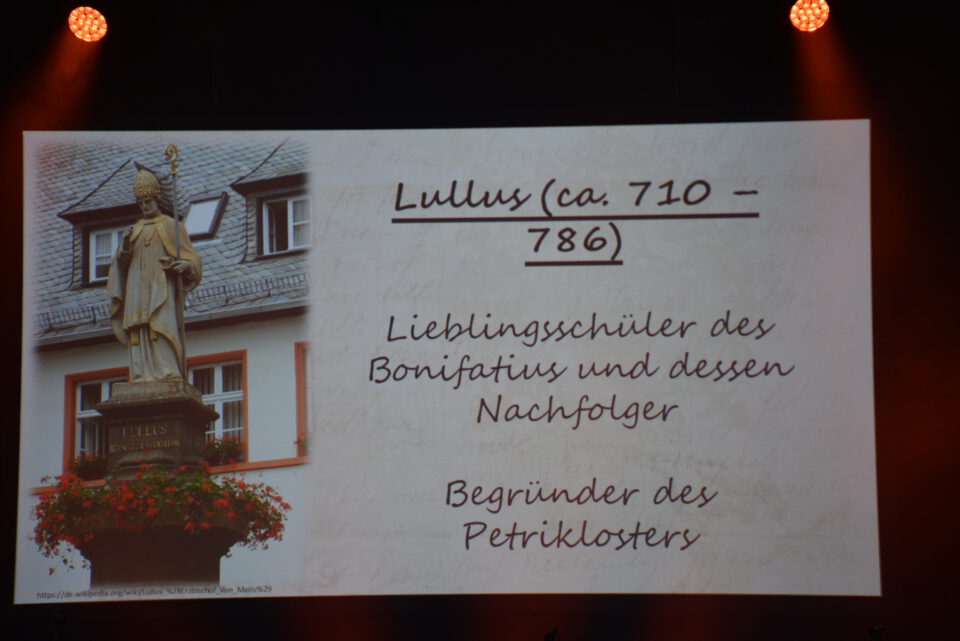 Lullus (ca. 710 –
786)
Lieblingsschüler des
Bonifatius und dessen
Nachfolger
Begründer des
Petriklosters
LULLUS
https://de.wikipedia.org/wiki/Lullus_%28Erzbischof_von_Mainz%29